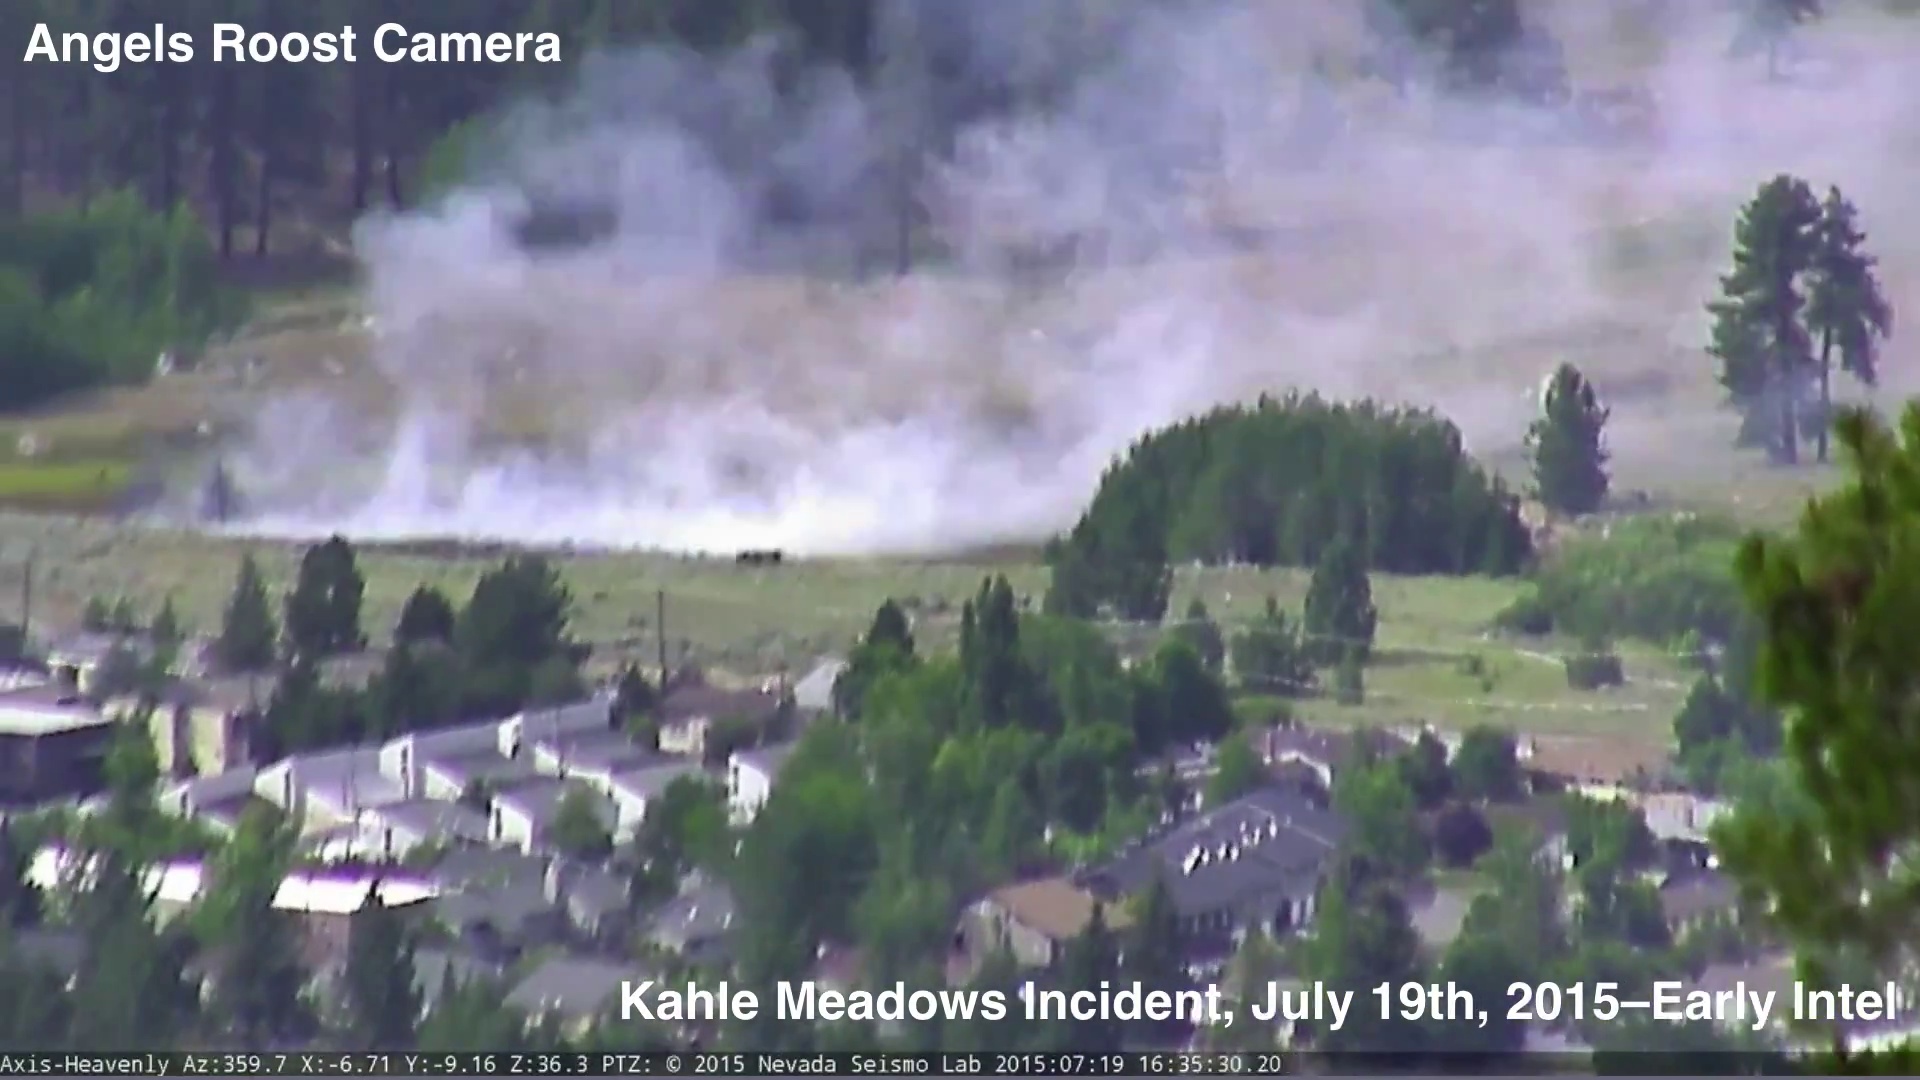 Angels Roost Camera
Kahle Meadows Incident, July 19th, 2015–Early Intel
Axis-Heavenly Az:359.7 X:-6.71 Y:-9.16 Z:36.3 PTZ: © 2015 Nevada Seismo Lab 2015:07:19 16:35:30.20